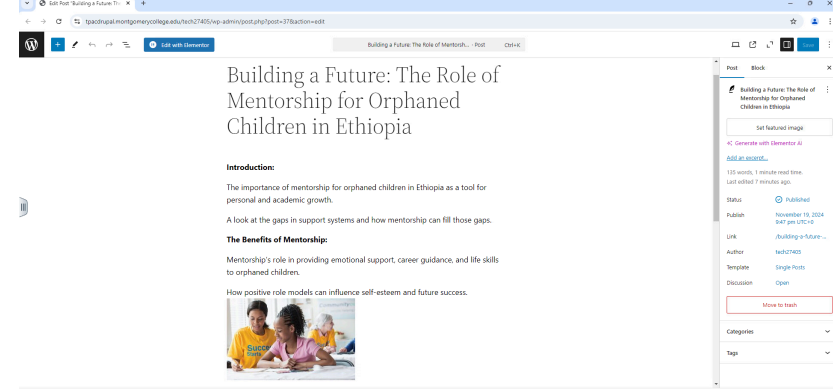 Edit Post "Building a Future: Th
tpacdrupal.montgomerycollege.edu/tech27405/wp-admin/post.php?post=37&action=edit
Edit with Elementor
Building a Future: The Role of Mentorsh... · Post
Ctrl+K
Save
Building a Future: The Role of
Mentorship for Orphaned
Children in Ethiopia
Introduction:
The importance of mentorship for orphaned children in Ethiopia as a tool for
personal and academic growth.
A look at the gaps in support systems and how mentorship can fill those gaps.
The Benefits of Mentorship:
Mentorship's role in providing emotional support, career guidance, and life skills
to orphaned children.
How positive role models can influence self-esteem and future success.
Success
Post Block
Building a Future: The Role of
Mentorship for Orphaned
Children in Ethiopia
Set featured image
Generate with Elementor AI
Add an excerpt...
135 words, 1 minute read time.
Last edited 7 minutes ago.
Status Published
Publish November 19, 2024
9:47 pm UTC+0
Link /building-a-future-...
Author tech27405
Template Single Posts
Discussion Open
Move to trash
Categories
Tags